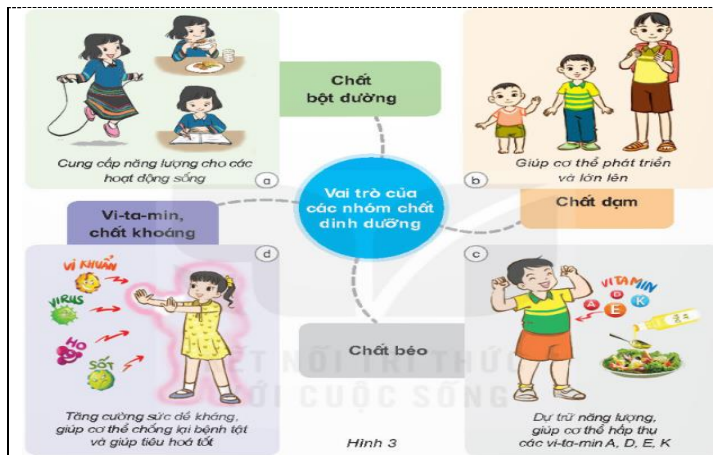 Chất
bột đường
Cung cấp năng lượng cho các
hoạt động sống
a
Giúp cơ thể phát triển
và lớn lên
b
Vai trò của
các nhóm chất
dinh dưỡng
Chất đạm
Vi-ta-min,
chất khoáng
d
VI KHUẨN
VIRUS
HO
SỐT
Tăng cường sức đề kháng,
giúp cơ thể chống lại bệnh tật
và giúp tiêu hoá tốt
c
VITAMIN
A
D
E
K
Chất béo
Dự trữ năng lượng,
giúp cơ thể hấp thụ
các vi-ta-min A, D, E, K
Hình 3
KẾT NỐI TRI THỨC
VỚI CUỘC SỐNG